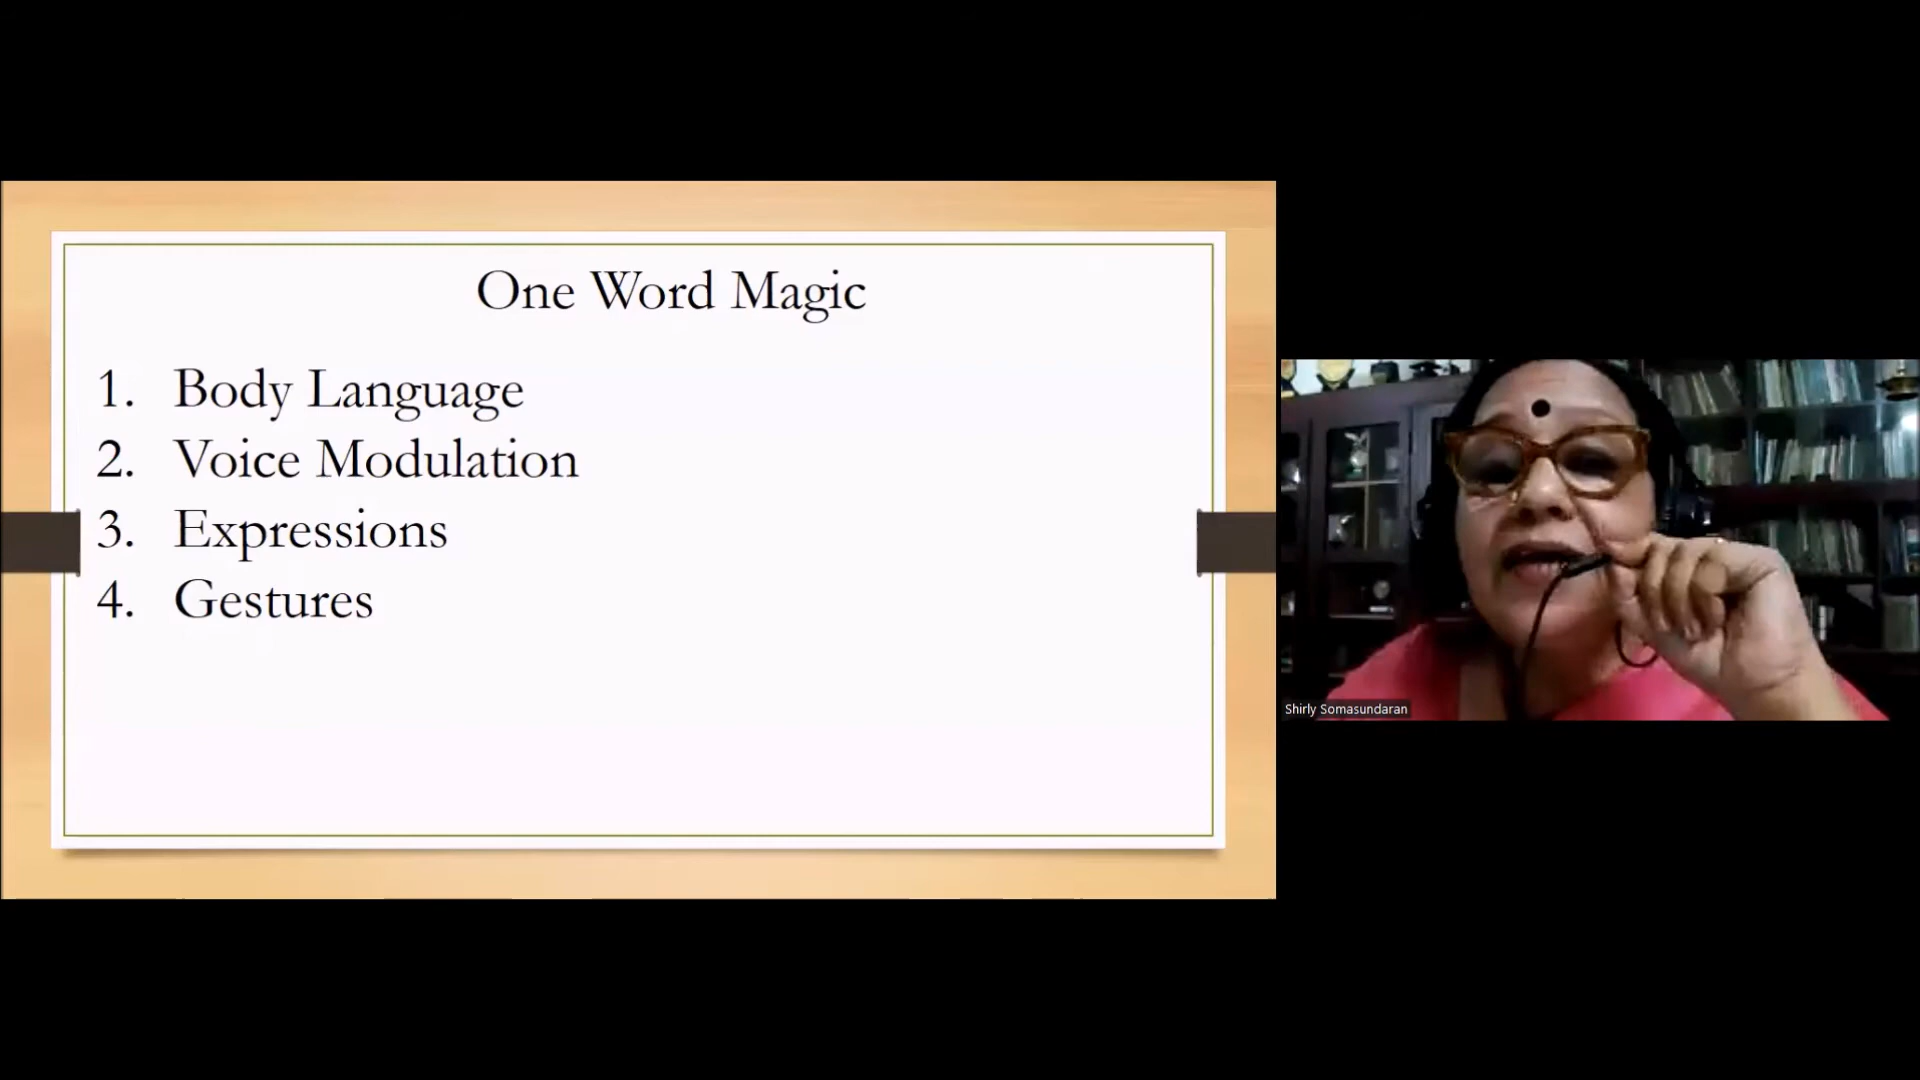 One Word Magic
1. Body Language
2. Voice Modulation
3. Expressions
4. Gestures
Shirly Somasundaran